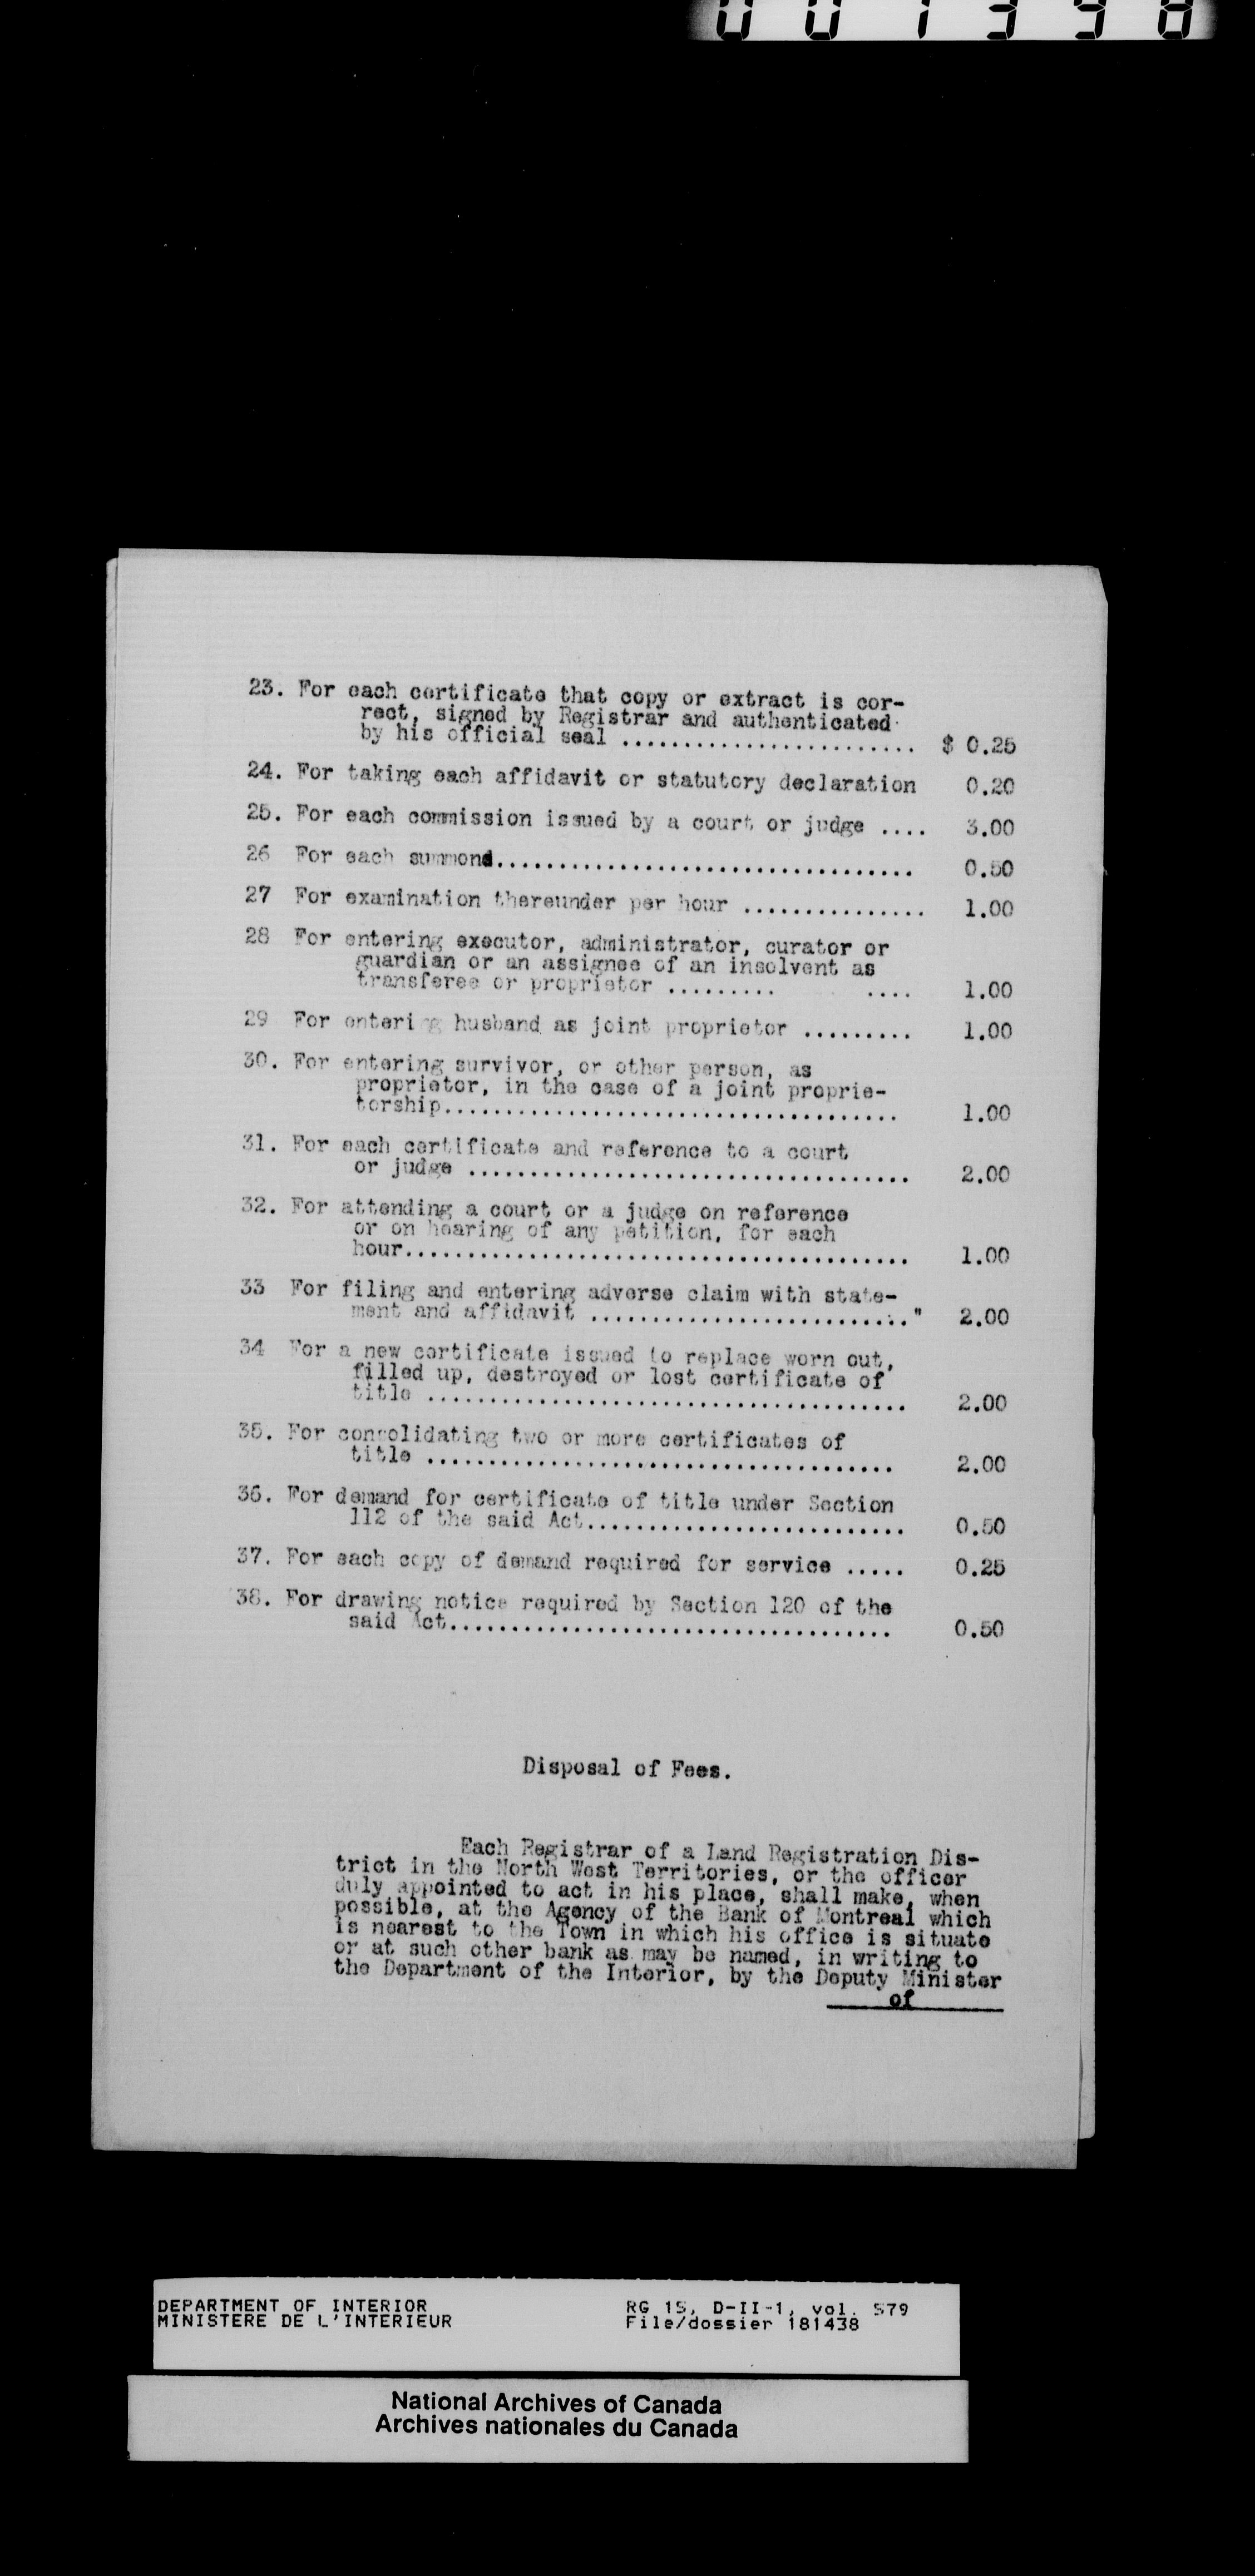 001398
23. For each certificate that copy or extract is cor-
rect, signed by Registrar and authenticated
by his official seal ........................ $ 0.25
24. For taking each affidavit or statutory declaration 0.20
25. For each commission issued by a court or judge .... 3.00
26 For each summons.................................. 0.50
27 For examination thereunder per hour ............... 1.00
28 For entering executor, administrator, curator or
guardian or an assignee of an insolvent as
transferee or proprietor ......... .... 1.00
29 For entering husband as joint proprietor ......... 1.00
30. For entering survivor, or other person, as
proprietor, in the case of a joint proprie-
torship..................................... 1.00
31. For each certificate and reference to a court
or judge .................................... 2.00
32. For attending a court or a judge on reference
or on hearing of any petition, for each
hour......................................... 1.00
33 For filing and entering adverse claim with state-
ment and affidavit .........................." 2.00
34 For a new certificate issued to replace worn out,
filled up, destroyed or lost certificate of
title ....................................... 2.00
35. For consolidating two or more certificates of
title ...................................... 2.00
36. For demand for certificate of title under Section
112 of the said Act.......................... 0.50
37. For each copy of demand required for service ..... 0.25
38. For drawing notice required by Section 120 of the
said Act.................................... 0.50
Disposal of Fees.
Each Registrar of a Land Registration Dis-
trict in the North West Territories, or the officer
duly appointed to act in his place, shall make, when
possible, at the Agency of the Bank of Montreal which
is nearest to the Town in which his office is situate
or at such other bank as may be named, in writing to
the Department of the Interior, by the Deputy Minister
of
DEPARTMENT OF INTERIOR RG 15, D-II-1, vol. 579
MINISTERE DE L'INTERIEUR File/dossier 181438
National Archives of Canada
Archives nationales du Canada